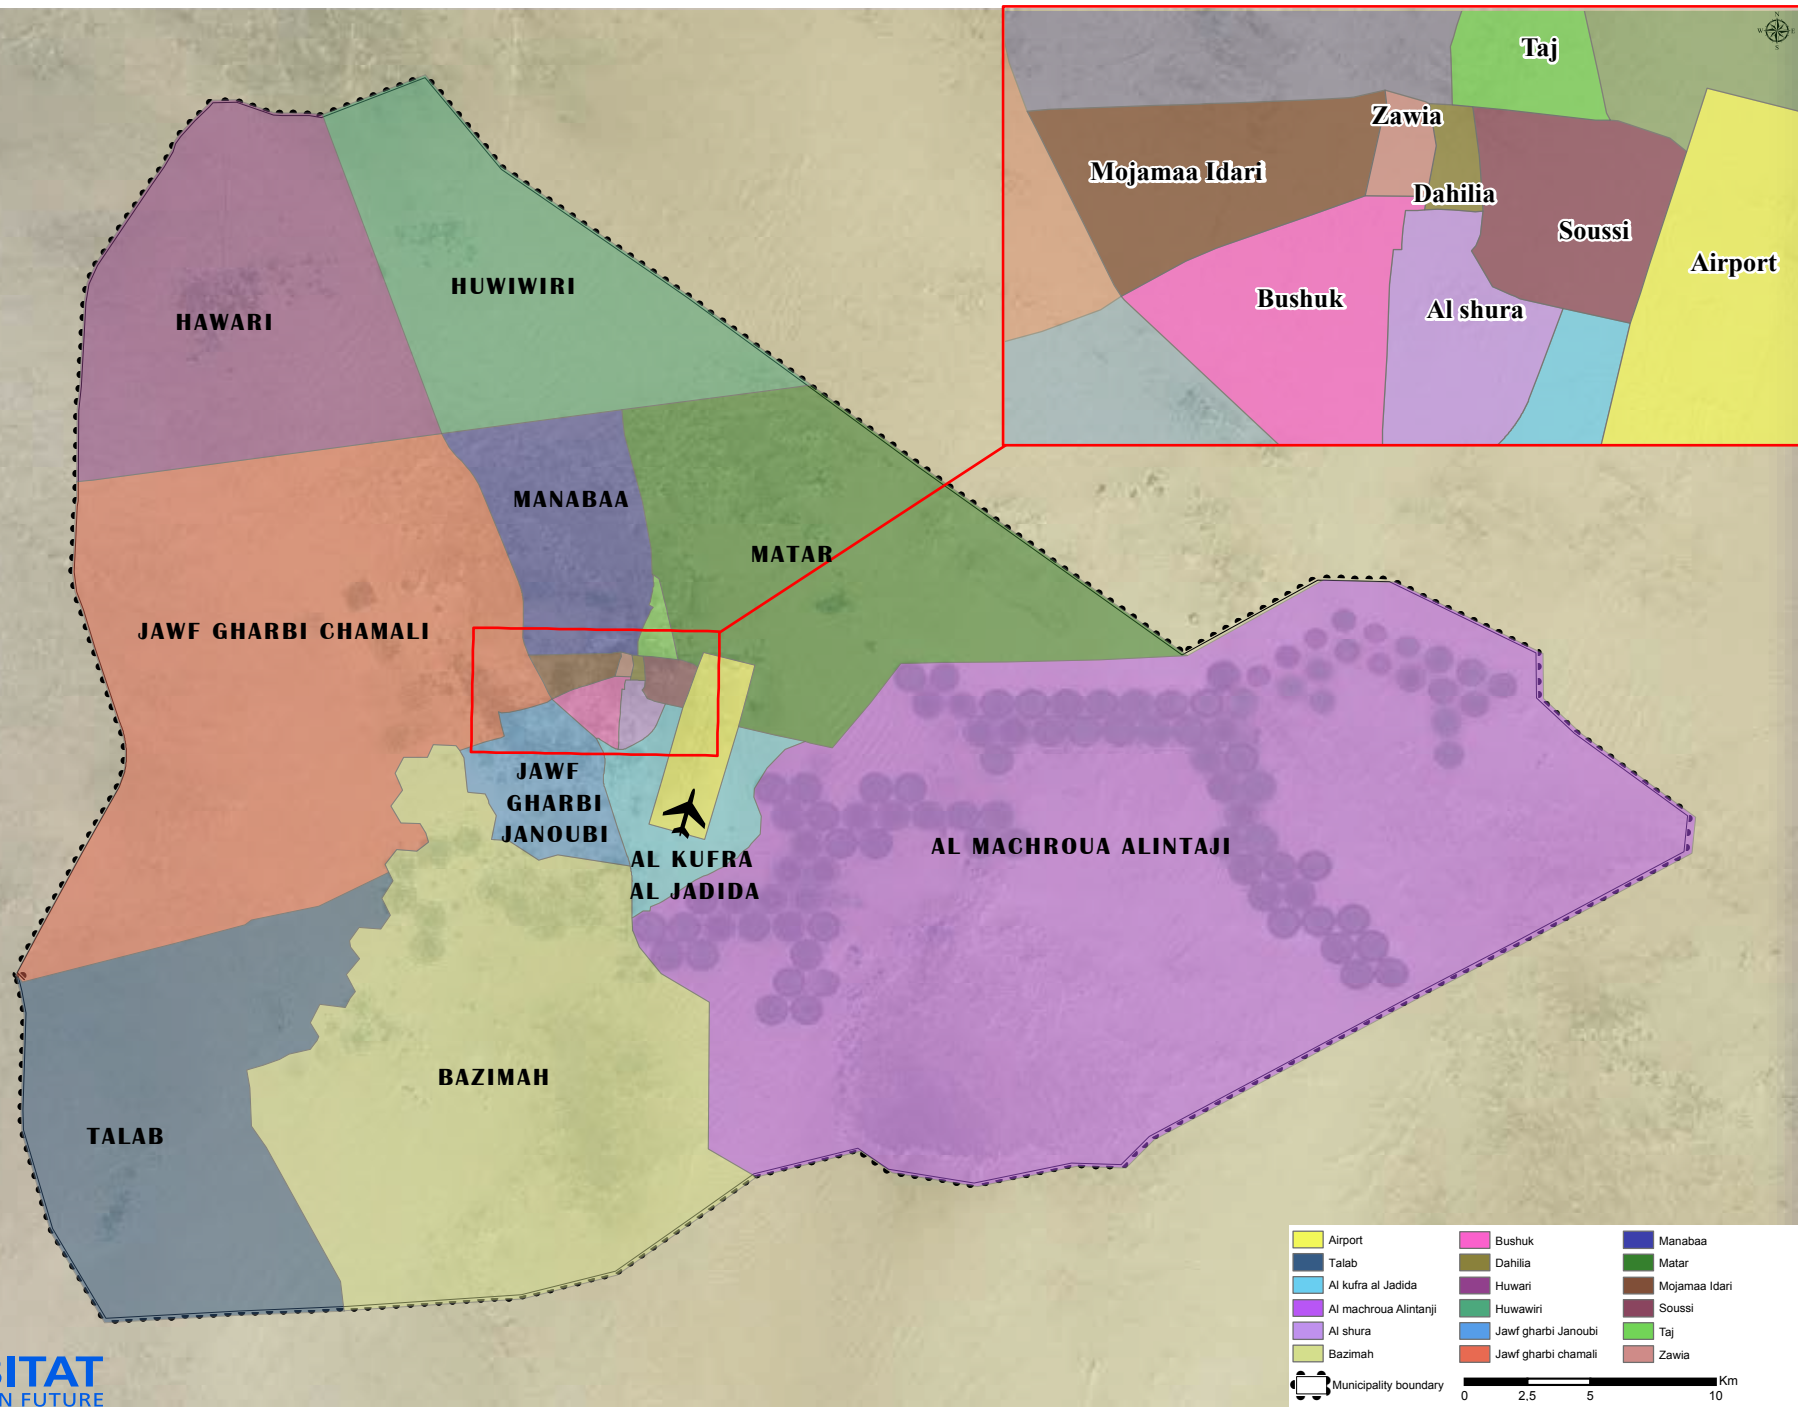 Taj
Zawia
Mojamaa Idari
Dahilia
Soussi
Airport
Bushuk
Al shura
N
W E
S
HUWIWIRI
HAWARI
MANABAA
MATAR
JAWF GHARBI CHAMALI
JAWF
GHARBI
JANOUBI
AL KUFRA
AL JADIDA
AL MACHROUA ALINTAJI
BAZIMAH
TALAB
Airport
Talab
Al kufra al Jadida
Al machroua Alintanji
Al shura
Bazimah
Bushuk
Dahilia
Huwari
Huwawiri
Jawf gharbi Janoubi
Jawf gharbi chamali
Manabaa
Matar
Mojamaa Idari
Soussi
Taj
Zawia
Municipality boundary
Km
0 2,5 5 10
BITAT
N FUTURE